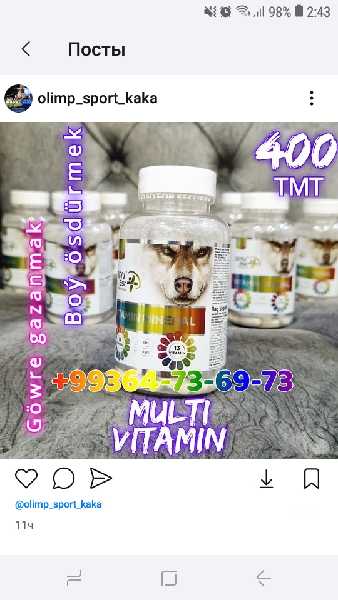 98% 2:43
Посты
olimp_sport_kaka
400
TMT
Göwre gazanmak
Boý ösdürmek
13
+99364-73-69-73
MULTI
VITAMIN
@olimp_sport_kaka
11ч